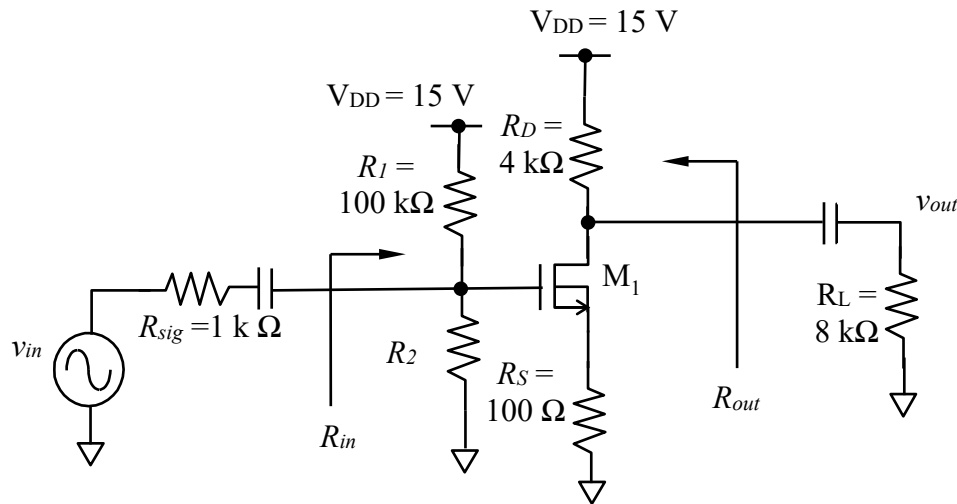 V_DD = 15 V
V_DD = 15 V
R_D =
4 kΩ
R_1 =
100 kΩ
v_out
M_1
R_sig =1 k Ω
v_in
R_2
R_L =
8 kΩ
R_S =
100 Ω
R_out
R_in